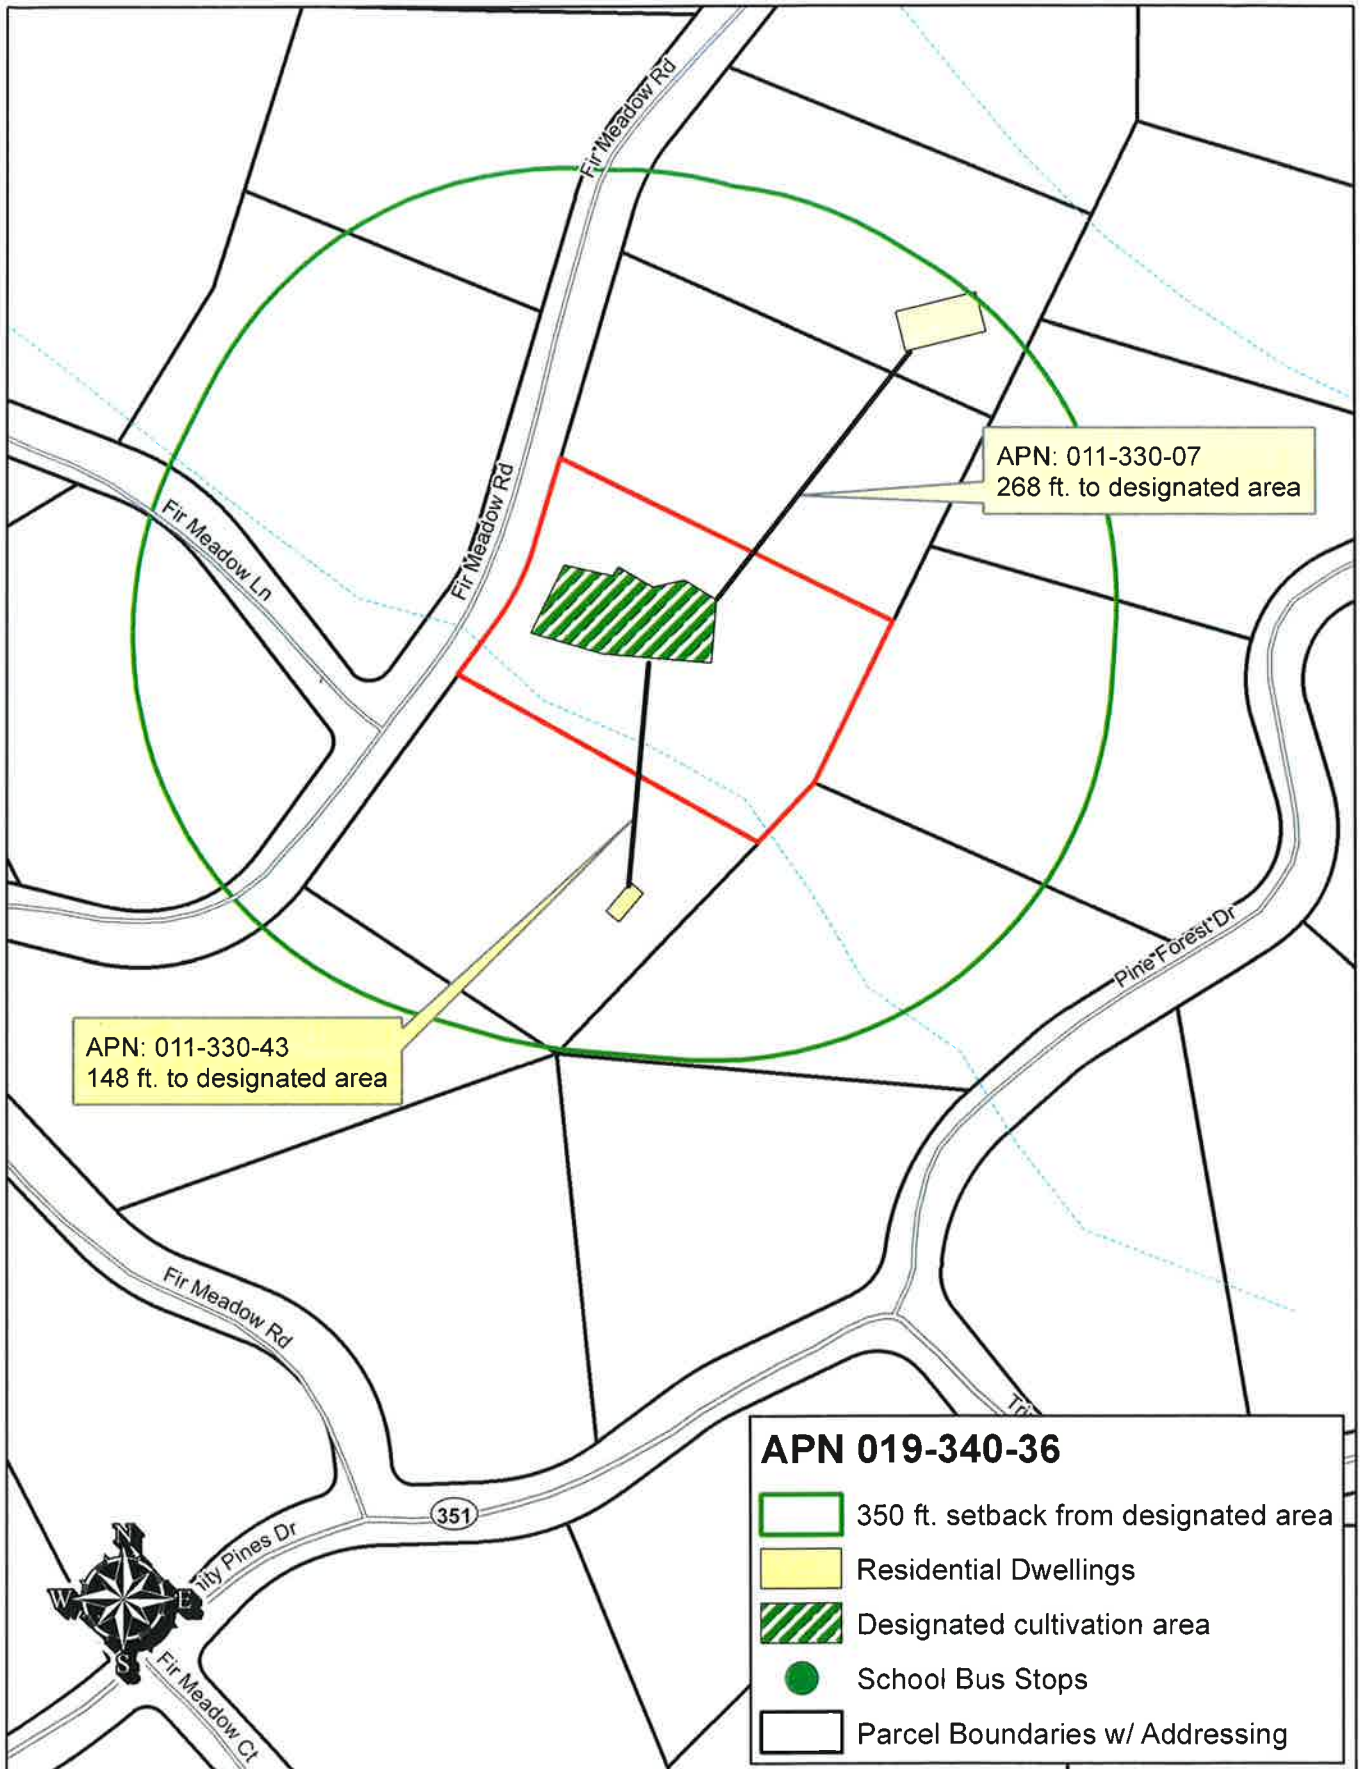 Fir Meadow Rd
APN: 011-330-07
268 ft. to designated area
Fir Meadow Rd
Fir Meadow Ln
Pine Forest Dr
APN: 011-330-43
148 ft. to designated area
Fir Meadow Rd
Tri
APN 019-340-36
350 ft. setback from designated area
Residential Dwellings
Designated cultivation area
School Bus Stops
Parcel Boundaries w/ Addressing
351
nity Pines Dr
N
W
E
S
Fir Meadow Ct